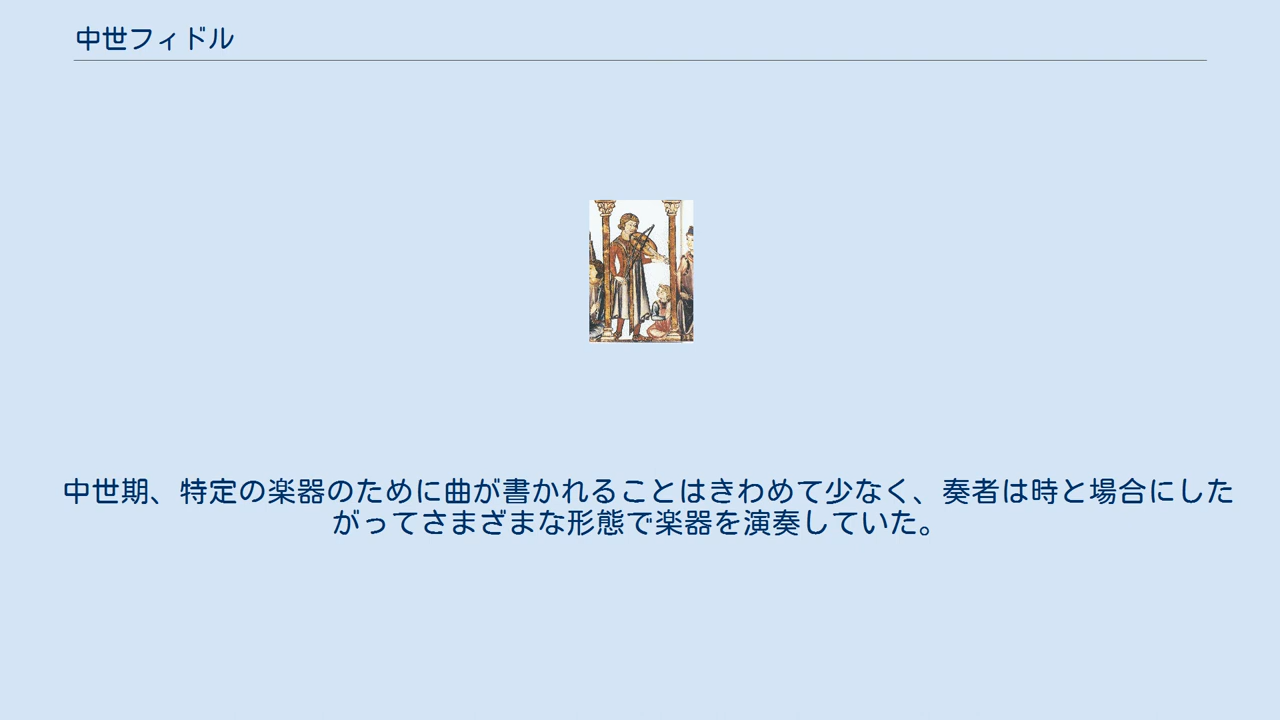 中世フィドル
中世期、特定の楽器のために曲が書かれることはきわめて少なく、奏者は時と場合にした
がってさまざまな形態で楽器を演奏していた。